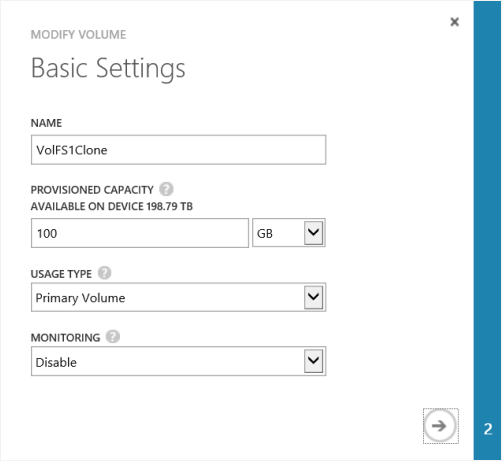 MODIFY VOLUME
Basic Settings
NAME
VolFS1Clone
PROVISIONED CAPACITY ?
AVAILABLE ON DEVICE 198.79 TB
100 GB
USAGE TYPE ?
Primary Volume
MONITORING ?
Disable
2